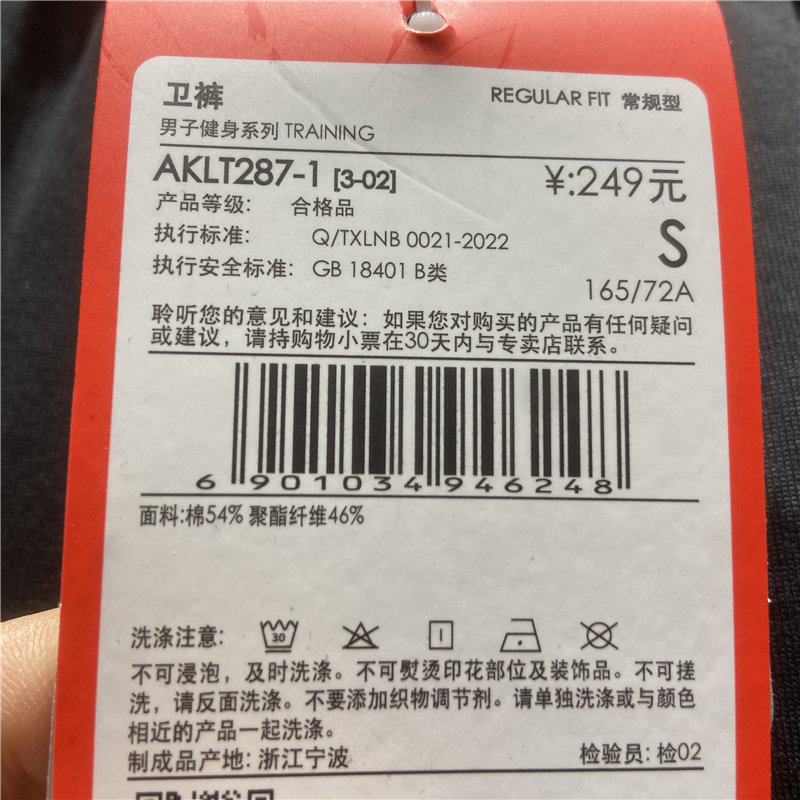 卫裤 REGULAR FIT 常规型
男子健身系列 TRAINING
AKLT287-1 [3-02] ¥:249元
产品等级: 合格品
执行标准: Q/TXLNB 0021-2022 S
执行安全标准: GB 18401 B类
165/72A
聆听您的意见和建议: 如果您对购买的产品有任何疑问
或建议, 请持购物小票在30天内与专卖店联系。
6 901034 946248
面料:棉54% 聚酯纤维46%
洗涤注意: 30
不可浸泡, 及时洗涤。不可熨烫印花部位及装饰品。不可搓
洗, 请反面洗涤。不要添加织物调节剂。请单独洗涤或与颜色
相近的产品一起洗涤。
制成品产地: 浙江宁波 检验员: 检02